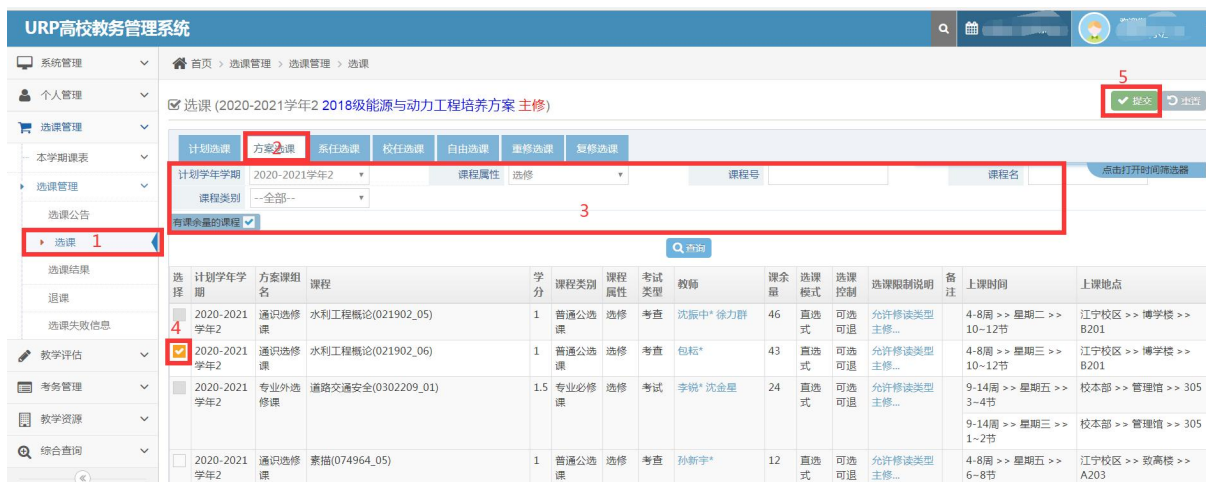 URP高校教务管理系统
系统管理
首页 > 选课管理 > 选课管理 > 选课
5
个人管理
选课 (2020-2021学年2 2018级能源与动力工程培养方案 主修)
提交 重置
选课管理
计划选课 方案选课 系任选课 校任选课 自由选课 重修选课 复修选课
2
本学期课表
计划学年学期 2020-2021学年2 课程属性 选修 课程号 课程名
点击打开时间筛选器
选课管理
课程类别 --全部--
3
选课公告
有课余量的课程
选课 1
查询
选课结果
退课
选课失败信息
选择 计划学年学期 方案课组名 课程 学分 课程类别 课程属性 考试类型 教师 课余量 选课模式 选课控制 选课限制说明 备注 上课时间 上课地点
2020-2021学年2 通识选修课 水利工程概论(021902_05) 1 普通公选课 选修 考查 沈振中* 徐力群 46 直选式 可选可退 允许修读类型主修... 4-8周 >> 星期二 >> 10~12节 江宁校区 >> 博学楼 >> B201
4
2020-2021学年2 通识选修课 水利工程概论(021902_06) 1 普通公选课 选修 考查 包耘* 43 直选式 可选可退 允许修读类型主修... 4-8周 >> 星期三 >> 10~12节 江宁校区 >> 博学楼 >> B201
教学评估
考务管理
2020-2021学年2 专业外选修课 道路交通安全(0302209_01) 1.5 专业必修课 选修 考试 李锐* 沈金星 24 直选式 可选可退 允许修读类型主修... 9-14周 >> 星期五 >> 3~4节 校本部 >> 管理馆 >> 305
教学资源
9-14周 >> 星期三 >> 1~2节 校本部 >> 管理馆 >> 305
综合查询
2020-2021学年2 通识选修课 素描(074964_05) 1 普通公选课 选修 考查 孙新宇* 12 直选式 可选可退 允许修读类型主修... 4-8周 >> 星期五 >> 6~8节 江宁校区 >> 致高楼 >> A203